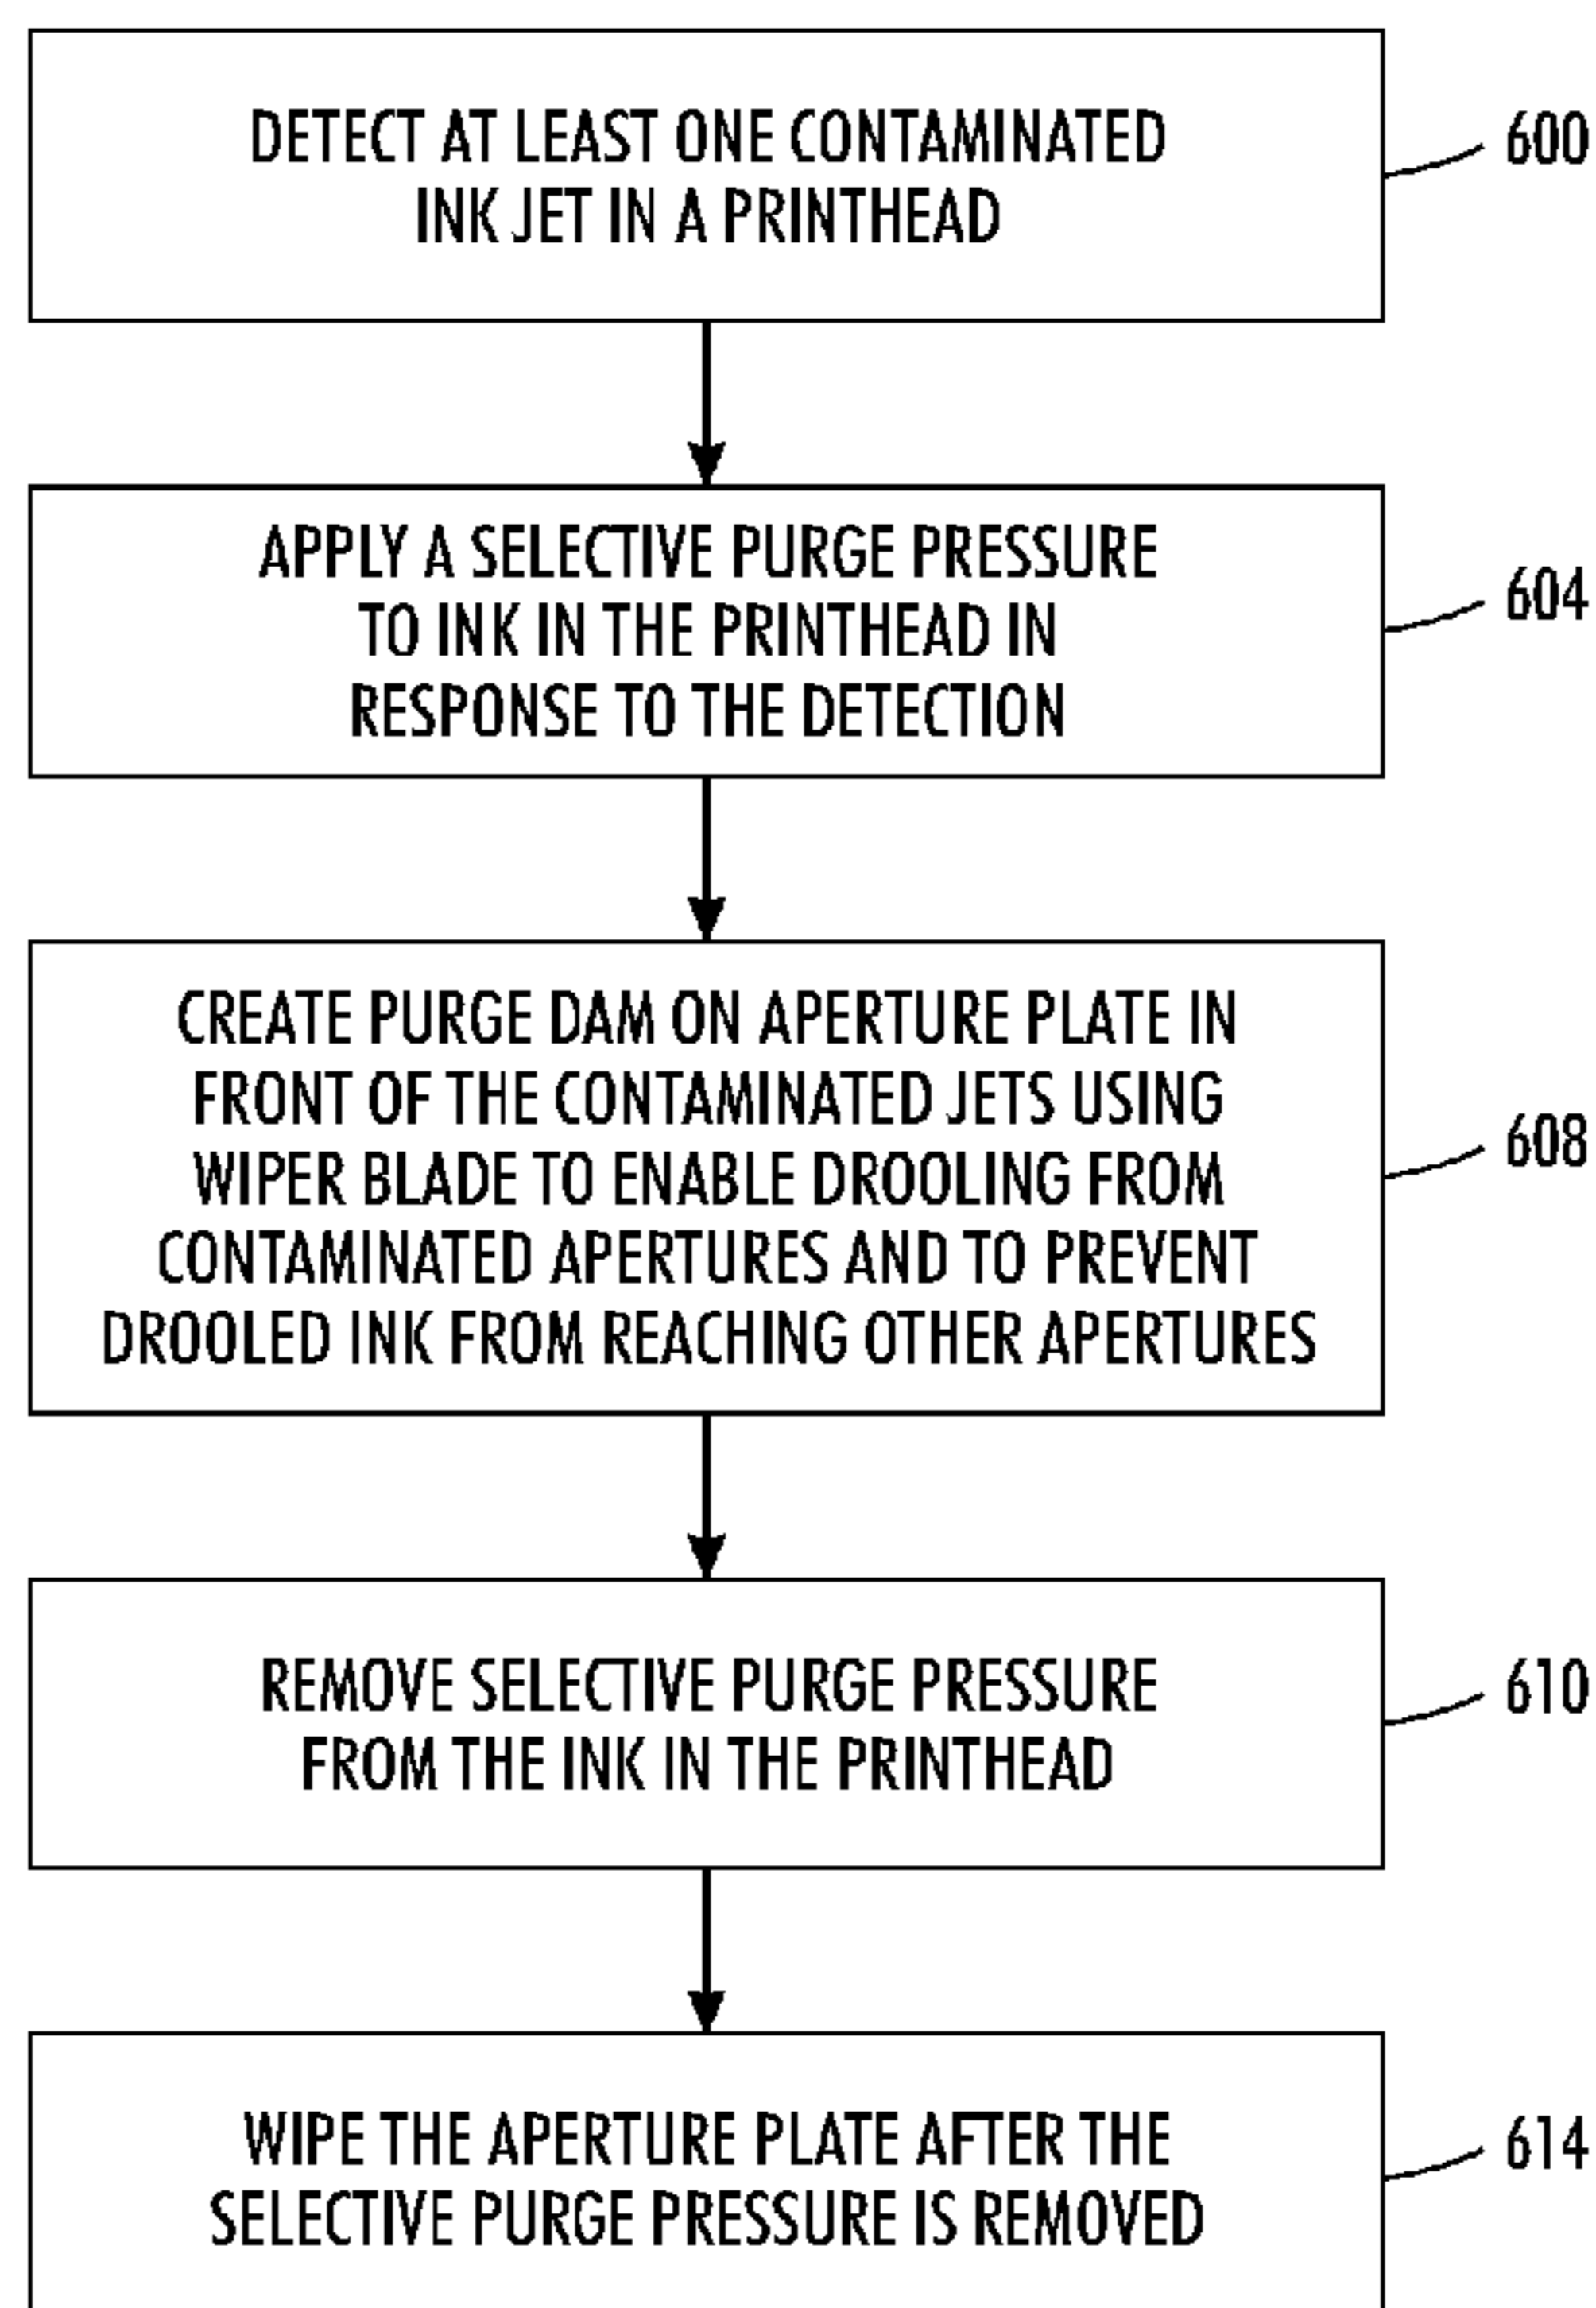 DETECT AT LEAST ONE CONTAMINATED
INK JET IN A PRINTHEAD
600
APPLY A SELECTIVE PURGE PRESSURE
TO INK IN THE PRINTHEAD IN
RESPONSE TO THE DETECTION
604
CREATE PURGE DAM ON APERTURE PLATE IN
FRONT OF THE CONTAMINATED JETS USING
WIPER BLADE TO ENABLE DROOLING FROM
CONTAMINATED APERTURES AND TO PREVENT
DROOLED INK FROM REACHING OTHER APERTURES
608
REMOVE SELECTIVE PURGE PRESSURE
FROM THE INK IN THE PRINTHEAD
610
WIPE THE APERTURE PLATE AFTER THE
SELECTIVE PURGE PRESSURE IS REMOVED
614